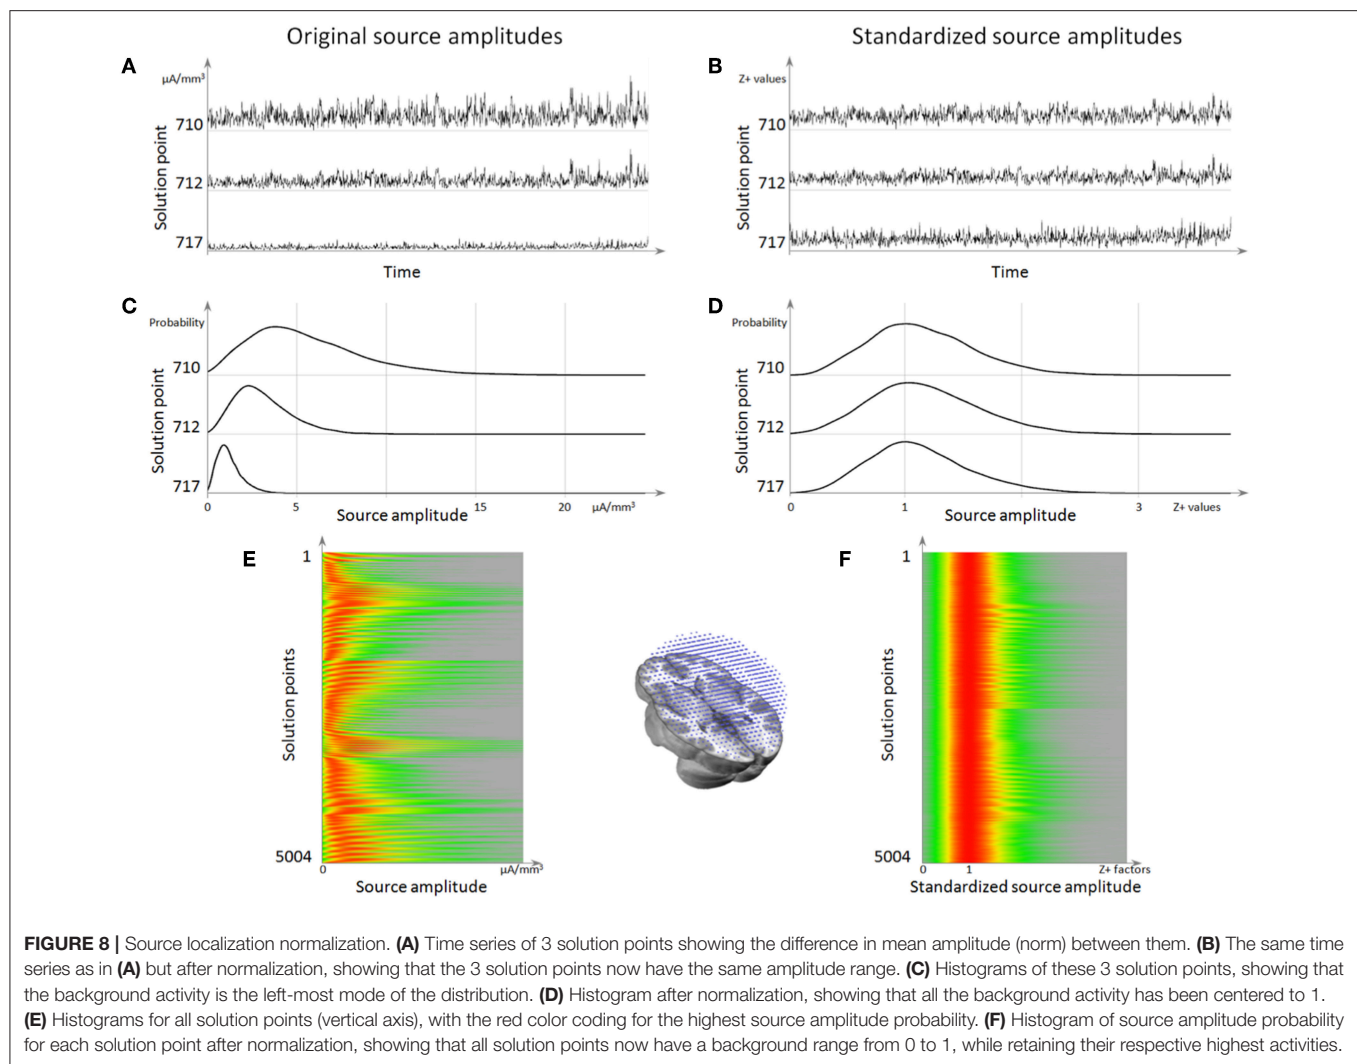 Original source amplitudes
Standardized source amplitudes
A
µA/mm³
Solution point
710
712
717
Time
B
Z+ values
Solution point
710
712
717
Time
C
Probability
Solution point
710
712
717
0
5
15
20
µA/mm³
Source amplitude
D
Probability
Solution point
710
712
717
0
1
3
Z+ values
Source amplitude
E
1
Solution points
5004
0
µA/mm³
Source amplitude
F
1
Solution points
5004
0
1
Z+ factors
Standardized source amplitude
FIGURE 8 | Source localization normalization. (A) Time series of 3 solution points showing the difference in mean amplitude (norm) between them. (B) The same time
series as in (A) but after normalization, showing that the 3 solution points now have the same amplitude range. (C) Histograms of these 3 solution points, showing that
the background activity is the left-most mode of the distribution. (D) Histogram after normalization, showing that all the background activity has been centered to 1.
(E) Histograms for all solution points (vertical axis), with the red color coding for the highest source amplitude probability. (F) Histogram of source amplitude probability
for each solution point after normalization, showing that all solution points now have a background range from 0 to 1, while retaining their respective highest activities.